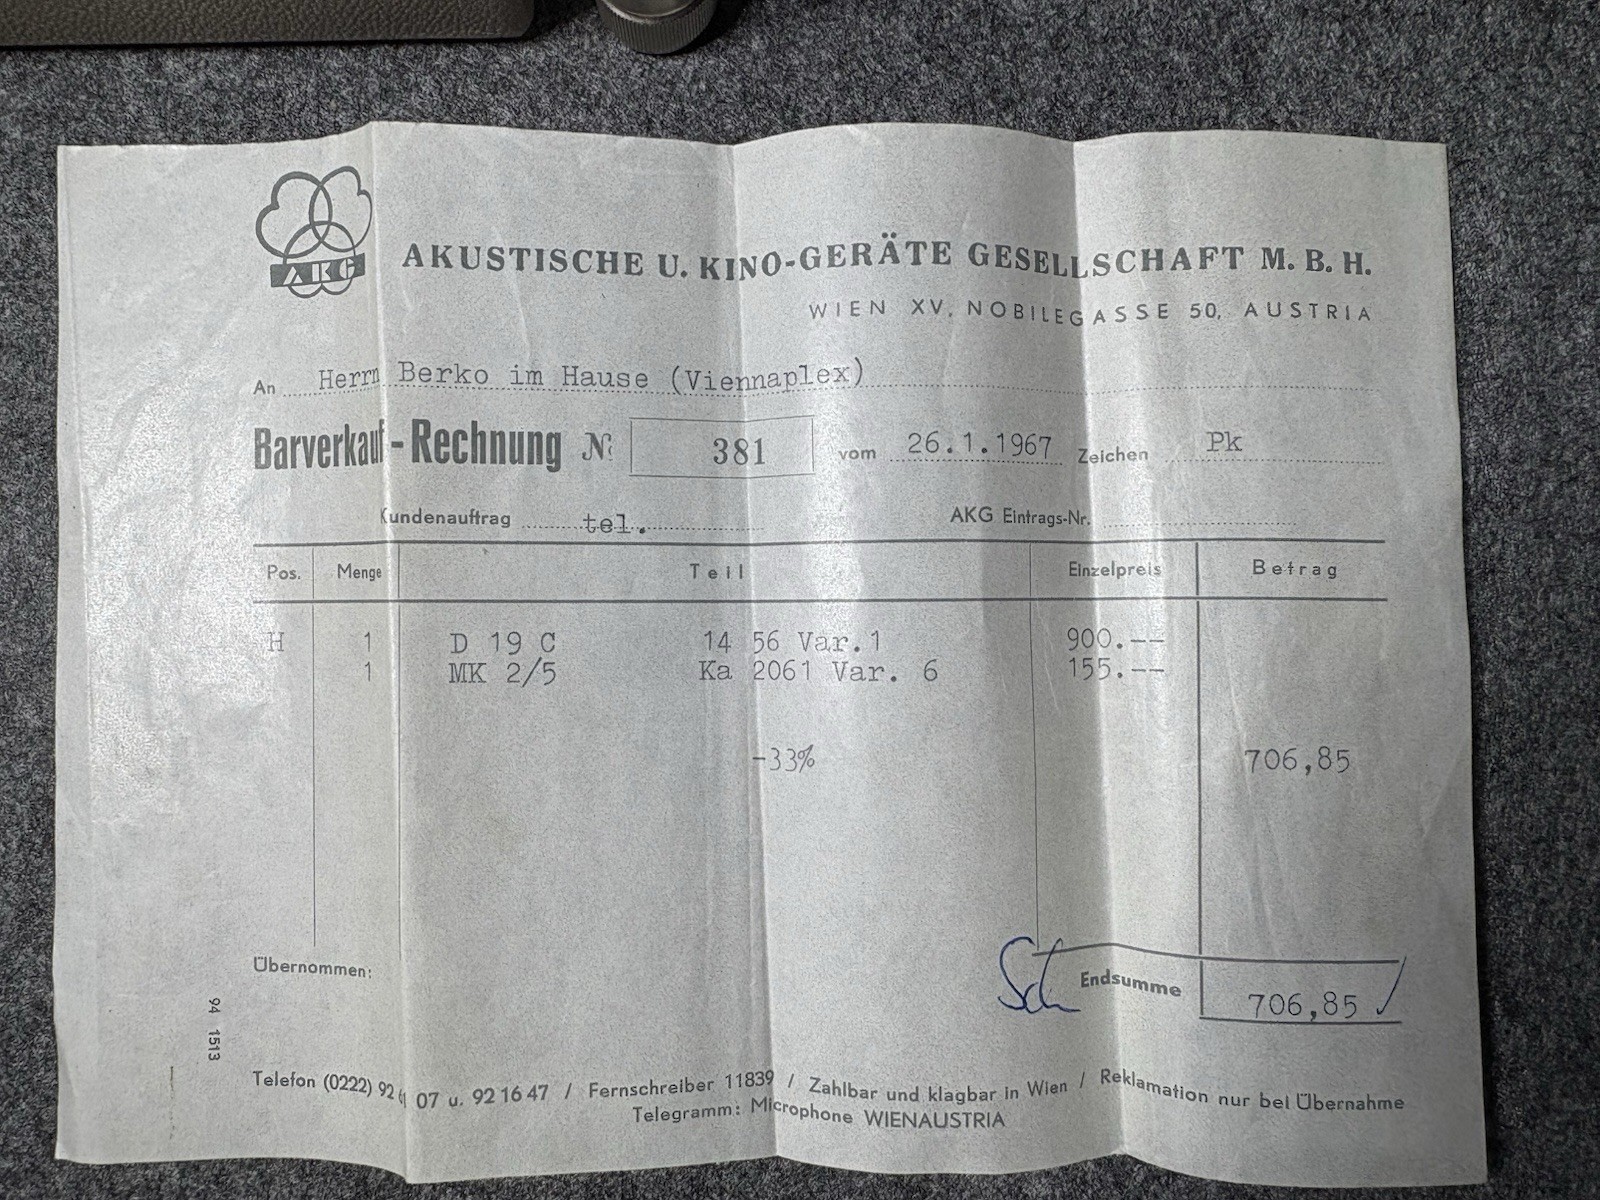 AKG
AKUSTISCHE U. KINO-GERÄTE GESELLSCHAFT M. B. H.
WIEN XV, NOBILEGASSE 50, AUSTRIA
An Herrn Berko im Hause (Viennaplex)
Barverkauf-Rechnung No 381 vom 26.1.1967 Zeichen Pk
Kundenauftrag tel. AKG Eintrags-Nr.
Pos. Menge Teil Einzelpreis Betrag
H 1 D 19 C 14 56 Var.1 900.--
1 MK 2/5 Ka 2061 Var. 6 155.--
-33% 706,85
Übernommen: Sch Endsumme 706,85
94 1513
Telefon (0222) 92 07 u. 92 16 47 / Fernschreiber 11839 / Zahlbar und klagbar in Wien / Reklamation nur bei Übernahme
Telegramm: Microphone WIENAUSTRIA